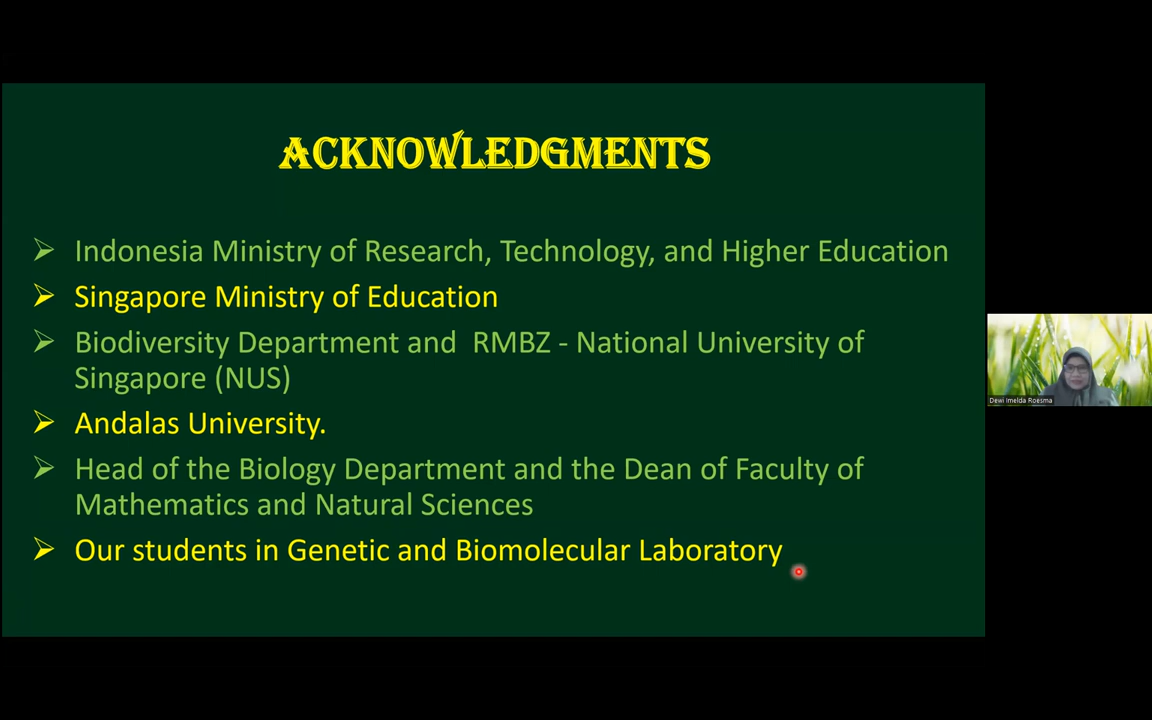 ACKNOWLEDGMENTS
Indonesia Ministry of Research, Technology, and Higher Education
Singapore Ministry of Education
Biodiversity Department and RMBZ - National University of
Singapore (NUS)
Andalas University.
Head of the Biology Department and the Dean of Faculty of
Mathematics and Natural Sciences
Our students in Genetic and Biomolecular Laboratory
Dewi Imelda Roesma